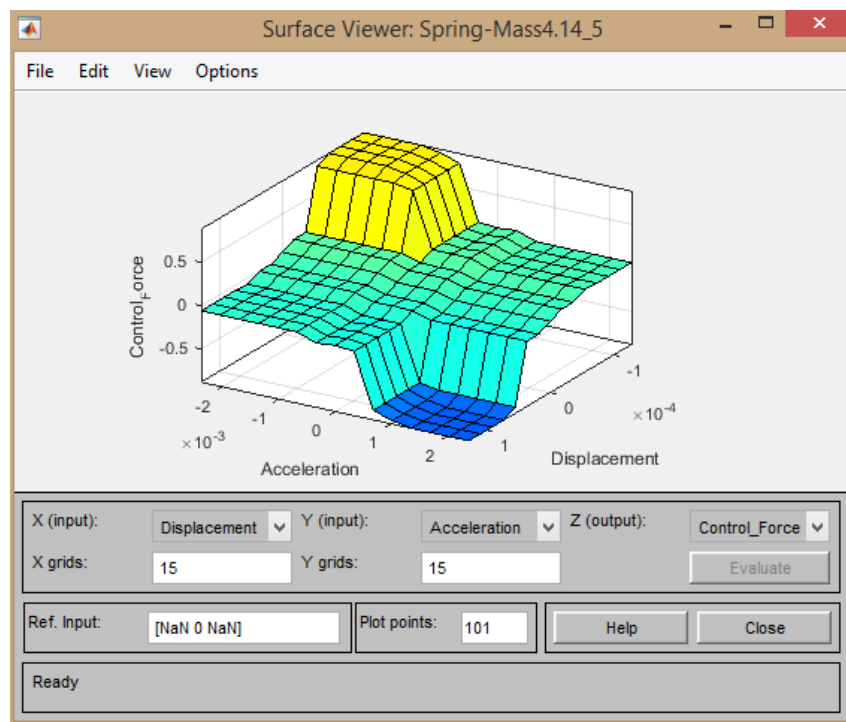 Surface Viewer: Spring-Mass4.14_5
File Edit View Options
0.5
0
-0.5
Control_Force
-2
-1
0
1
2
×10^-3
Acceleration
-1
0
1
×10^-4
Displacement
X (input): Displacement Y (input): Acceleration Z (output): Control_Force
X grids: 15 Y grids: 15 Evaluate
Ref. Input: [NaN 0 NaN] Plot points: 101 Help Close
Ready